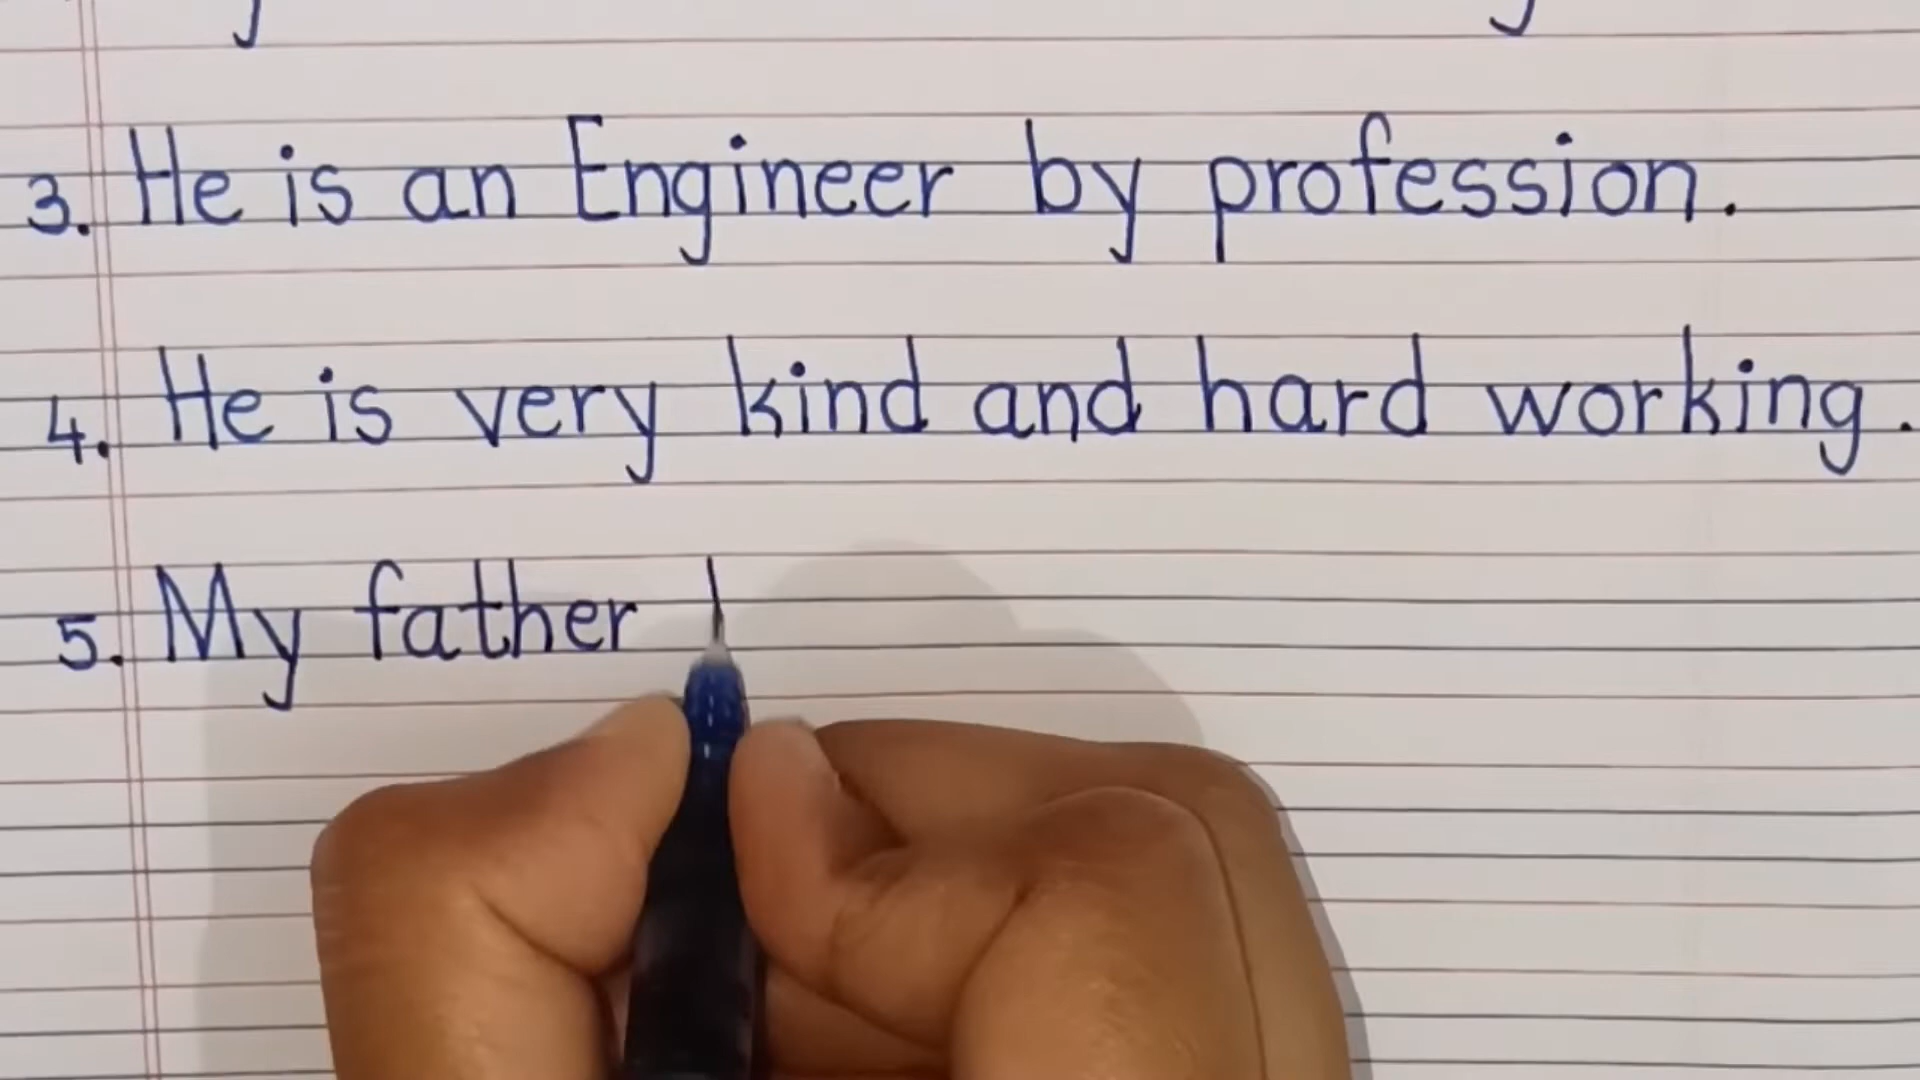 3. He is an Engineer by profession.
4. He is very kind and hard working.
5. My father